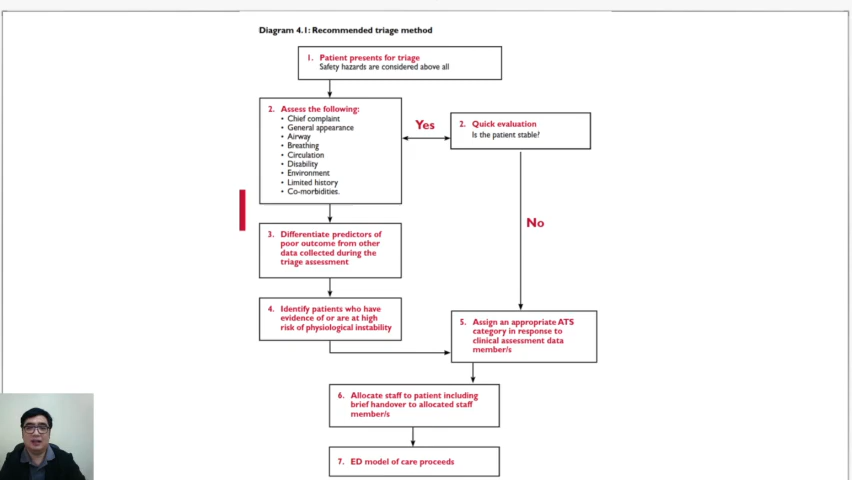 Diagram 4.1: Recommended triage method
1. Patient presents for triage
Safety hazards are considered above all
2. Assess the following:
• Chief complaint
• General appearance
• Airway
• Breathing
• Circulation
• Disability
• Environment
• Limited history
• Co-morbidities.
Yes
2. Quick evaluation
Is the patient stable?
No
3. Differentiate predictors of
poor outcome from other
data collected during the
triage assessment
4. Identify patients who have
evidence of or are at high
risk of physiological instability
5. Assign an appropriate ATS
category in response to
clinical assessment data
member/s
6. Allocate staff to patient including
brief handover to allocated staff
member/s
7. ED model of care proceeds